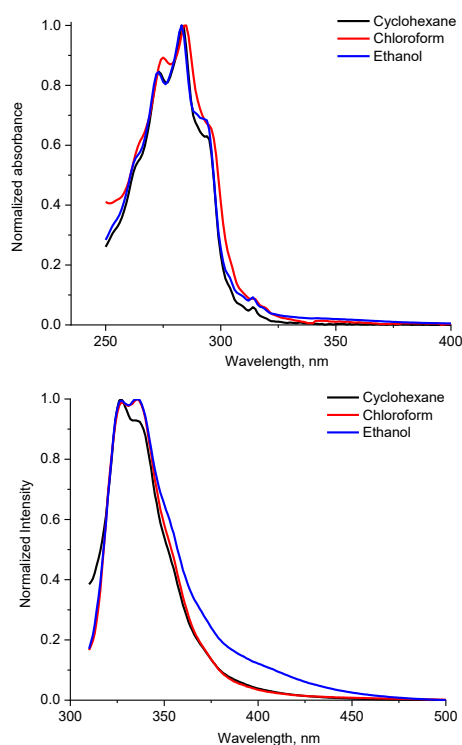 Cyclohexane
Chloroform
Ethanol
Normalized absorbance
1.0
0.8
0.6
0.4
0.2
0.0
250 300 350 400
Wavelength, nm
Cyclohexane
Chloroform
Ethanol
Normalized Intensity
1.0
0.8
0.6
0.4
0.2
0.0
300 350 400 450 500
Wavelength, nm